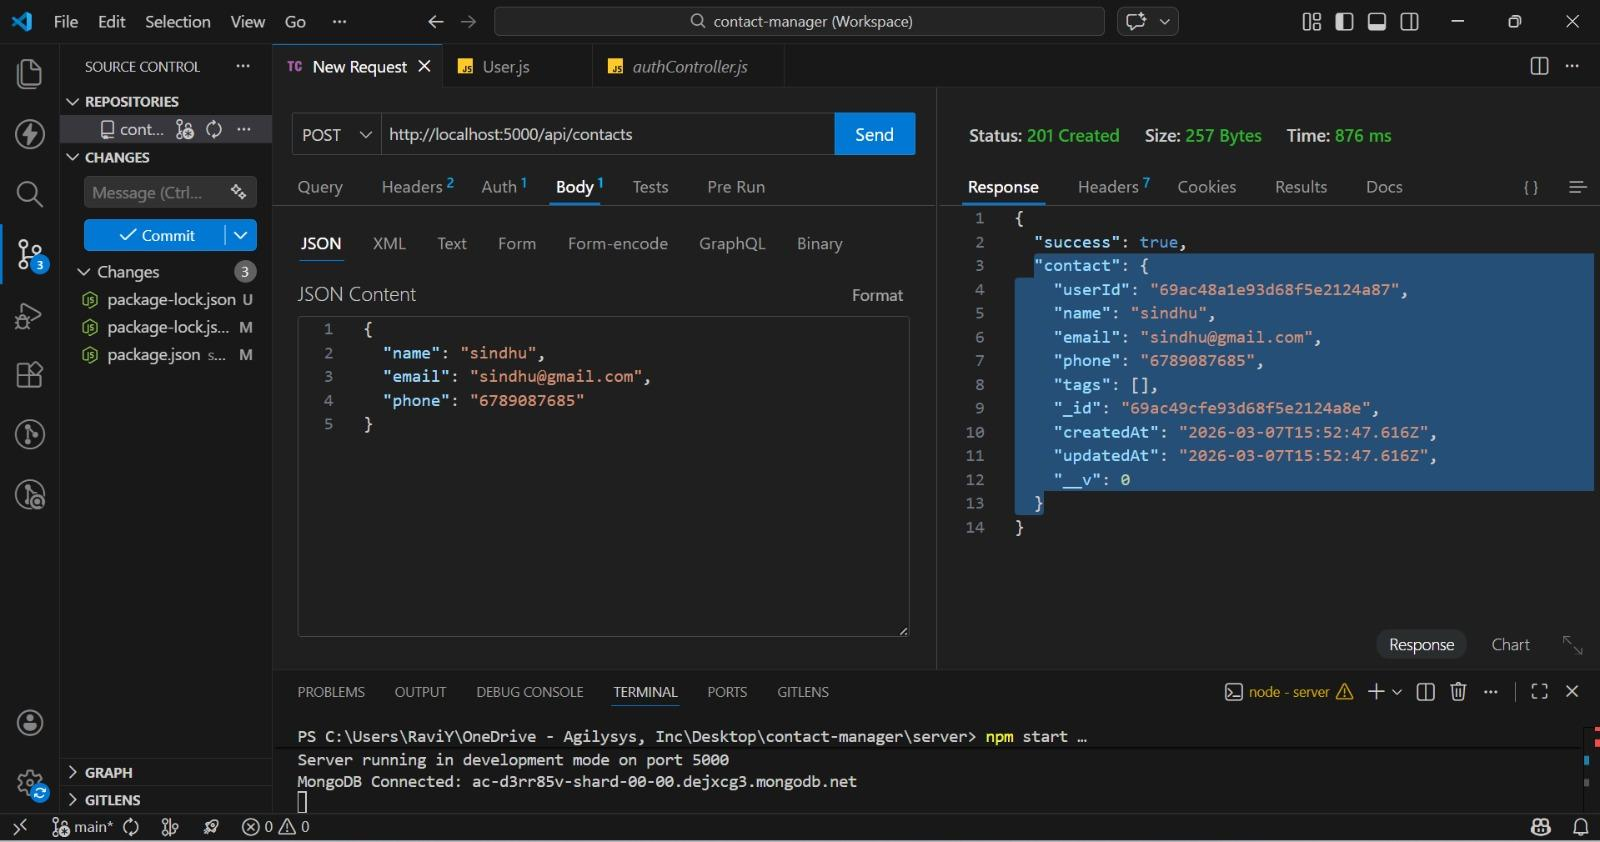 File Edit Selection View Go ···
contact-manager (Workspace)
SOURCE CONTROL ···
REPOSITORIES
cont... ···
CHANGES
Message (Ctrl...
Commit
Changes 3
package-lock.json U
package-lock.js... M
package.json s... M
3
GRAPH
GITLENS
TC New Request
JS User.js
JS authController.js
···
POST http://localhost:5000/api/contacts Send
Query Headers 2 Auth 1 Body 1 Tests Pre Run
JSON XML Text Form Form-encode GraphQL Binary
JSON Content Format
1 {
2 "name": "sindhu",
3 "email": "sindhu@gmail.com",
4 "phone": "6789087685"
5 }
Status: 201 Created Size: 257 Bytes Time: 876 ms
Response Headers 7 Cookies Results Docs {}
1 {
2 "success": true,
3 "contact": {
4 "userId": "69ac48a1e93d68f5e2124a87",
5 "name": "sindhu",
6 "email": "sindhu@gmail.com",
7 "phone": "6789087685",
8 "tags": [],
9 "_id": "69ac49cfe93d68f5e2124a8e",
10 "createdAt": "2026-03-07T15:52:47.616Z",
11 "updatedAt": "2026-03-07T15:52:47.616Z",
12 "__v": 0
13 }
14 }
Response Chart
PROBLEMS OUTPUT DEBUG CONSOLE TERMINAL PORTS GITLENS
node - server ···
PS C:\Users\RaviY\OneDrive - Agilysys, Inc\Desktop\contact-manager\server> npm start …
Server running in development mode on port 5000
MongoDB Connected: ac-d3rr85v-shard-00-00.dejxcg3.mongodb.net
main* 0 0